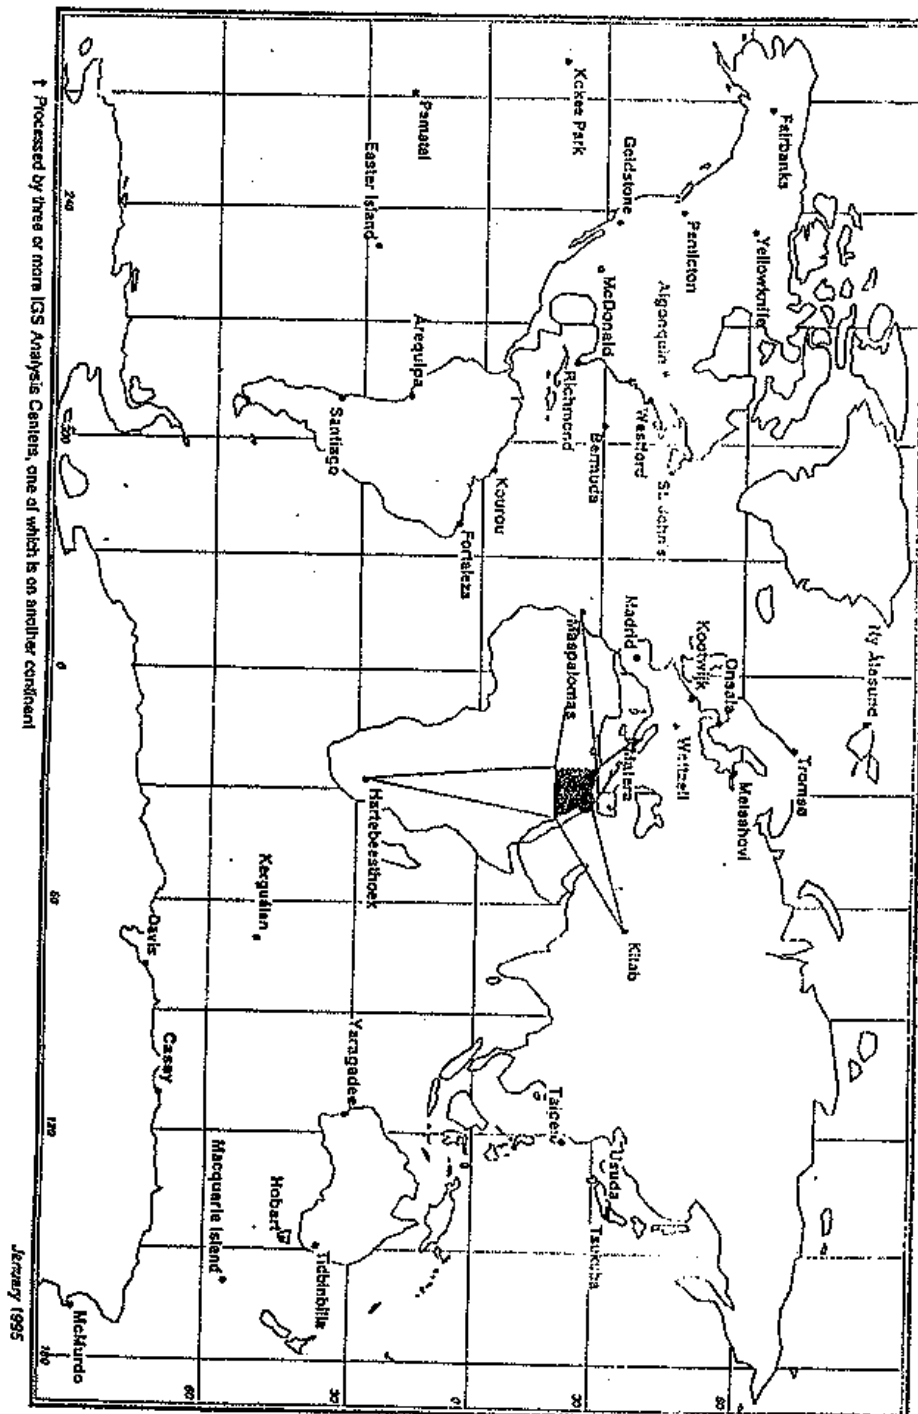 Ny Ålesund
Tromso
Fairbanks
Yellowknife
Onsala
Metsahovi
Kootwijk
Wettzell
Penticton
Algonquin
St. John's
Madrid
Kitab
Westford
Goldstone
McDonald
Usuda
Tsukuba
Richmond
Bermuda
Maspalomas
Kokee Park
Taipei
Kourou
Fortaleza
Pamatai
Arequipa
Easter Island
Santiago
Hartebeesthoek
Yaragadee
Tidbinbilla
Hobart
Kerguelen
Macquarie Island
Davis
Casey
McMurdo
240
300
0
60
120
180
60
30
0
30
60
† Processed by three or more IGS Analysis Centers, one of which is on another continent
January 1995